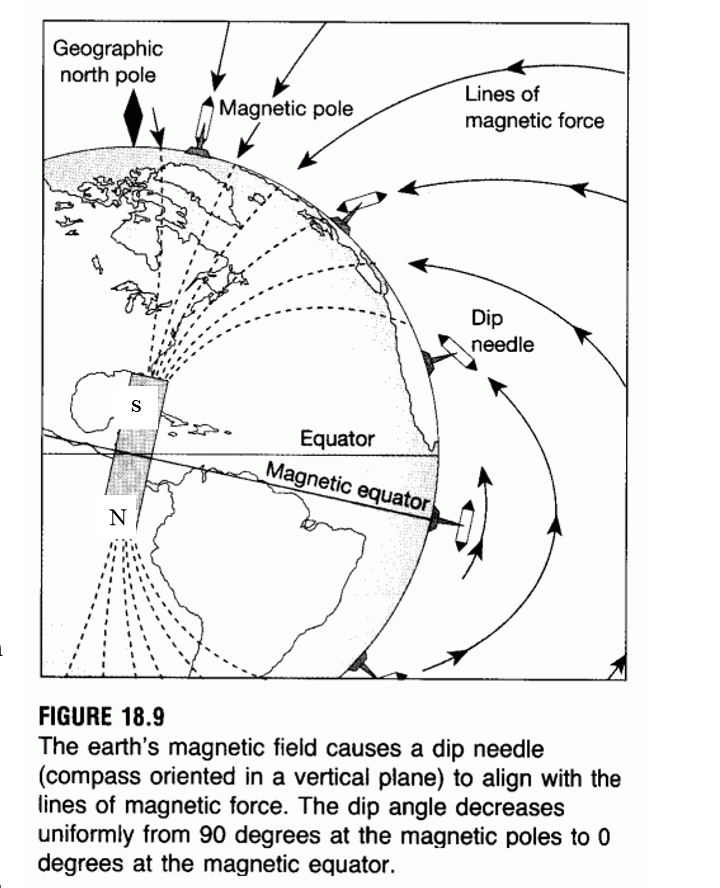 Geographic
north pole
Magnetic pole
Lines of
magnetic force
Dip
needle
S
Equator
Magnetic equator
N
FIGURE 18.9
The earth's magnetic field causes a dip needle
(compass oriented in a vertical plane) to align with the
lines of magnetic force. The dip angle decreases
uniformly from 90 degrees at the magnetic poles to 0
degrees at the magnetic equator.